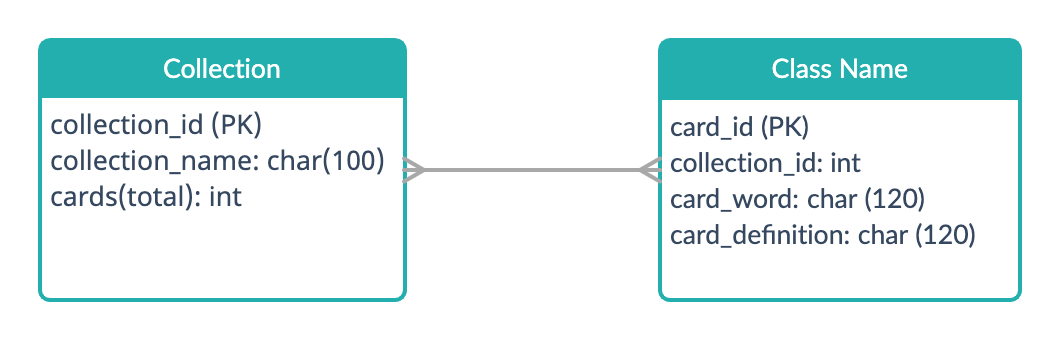 Collection
collection_id (PK)
collection_name: char(100)
cards(total): int
Class Name
card_id (PK)
collection_id: int
card_word: char (120)
card_definition: char (120)